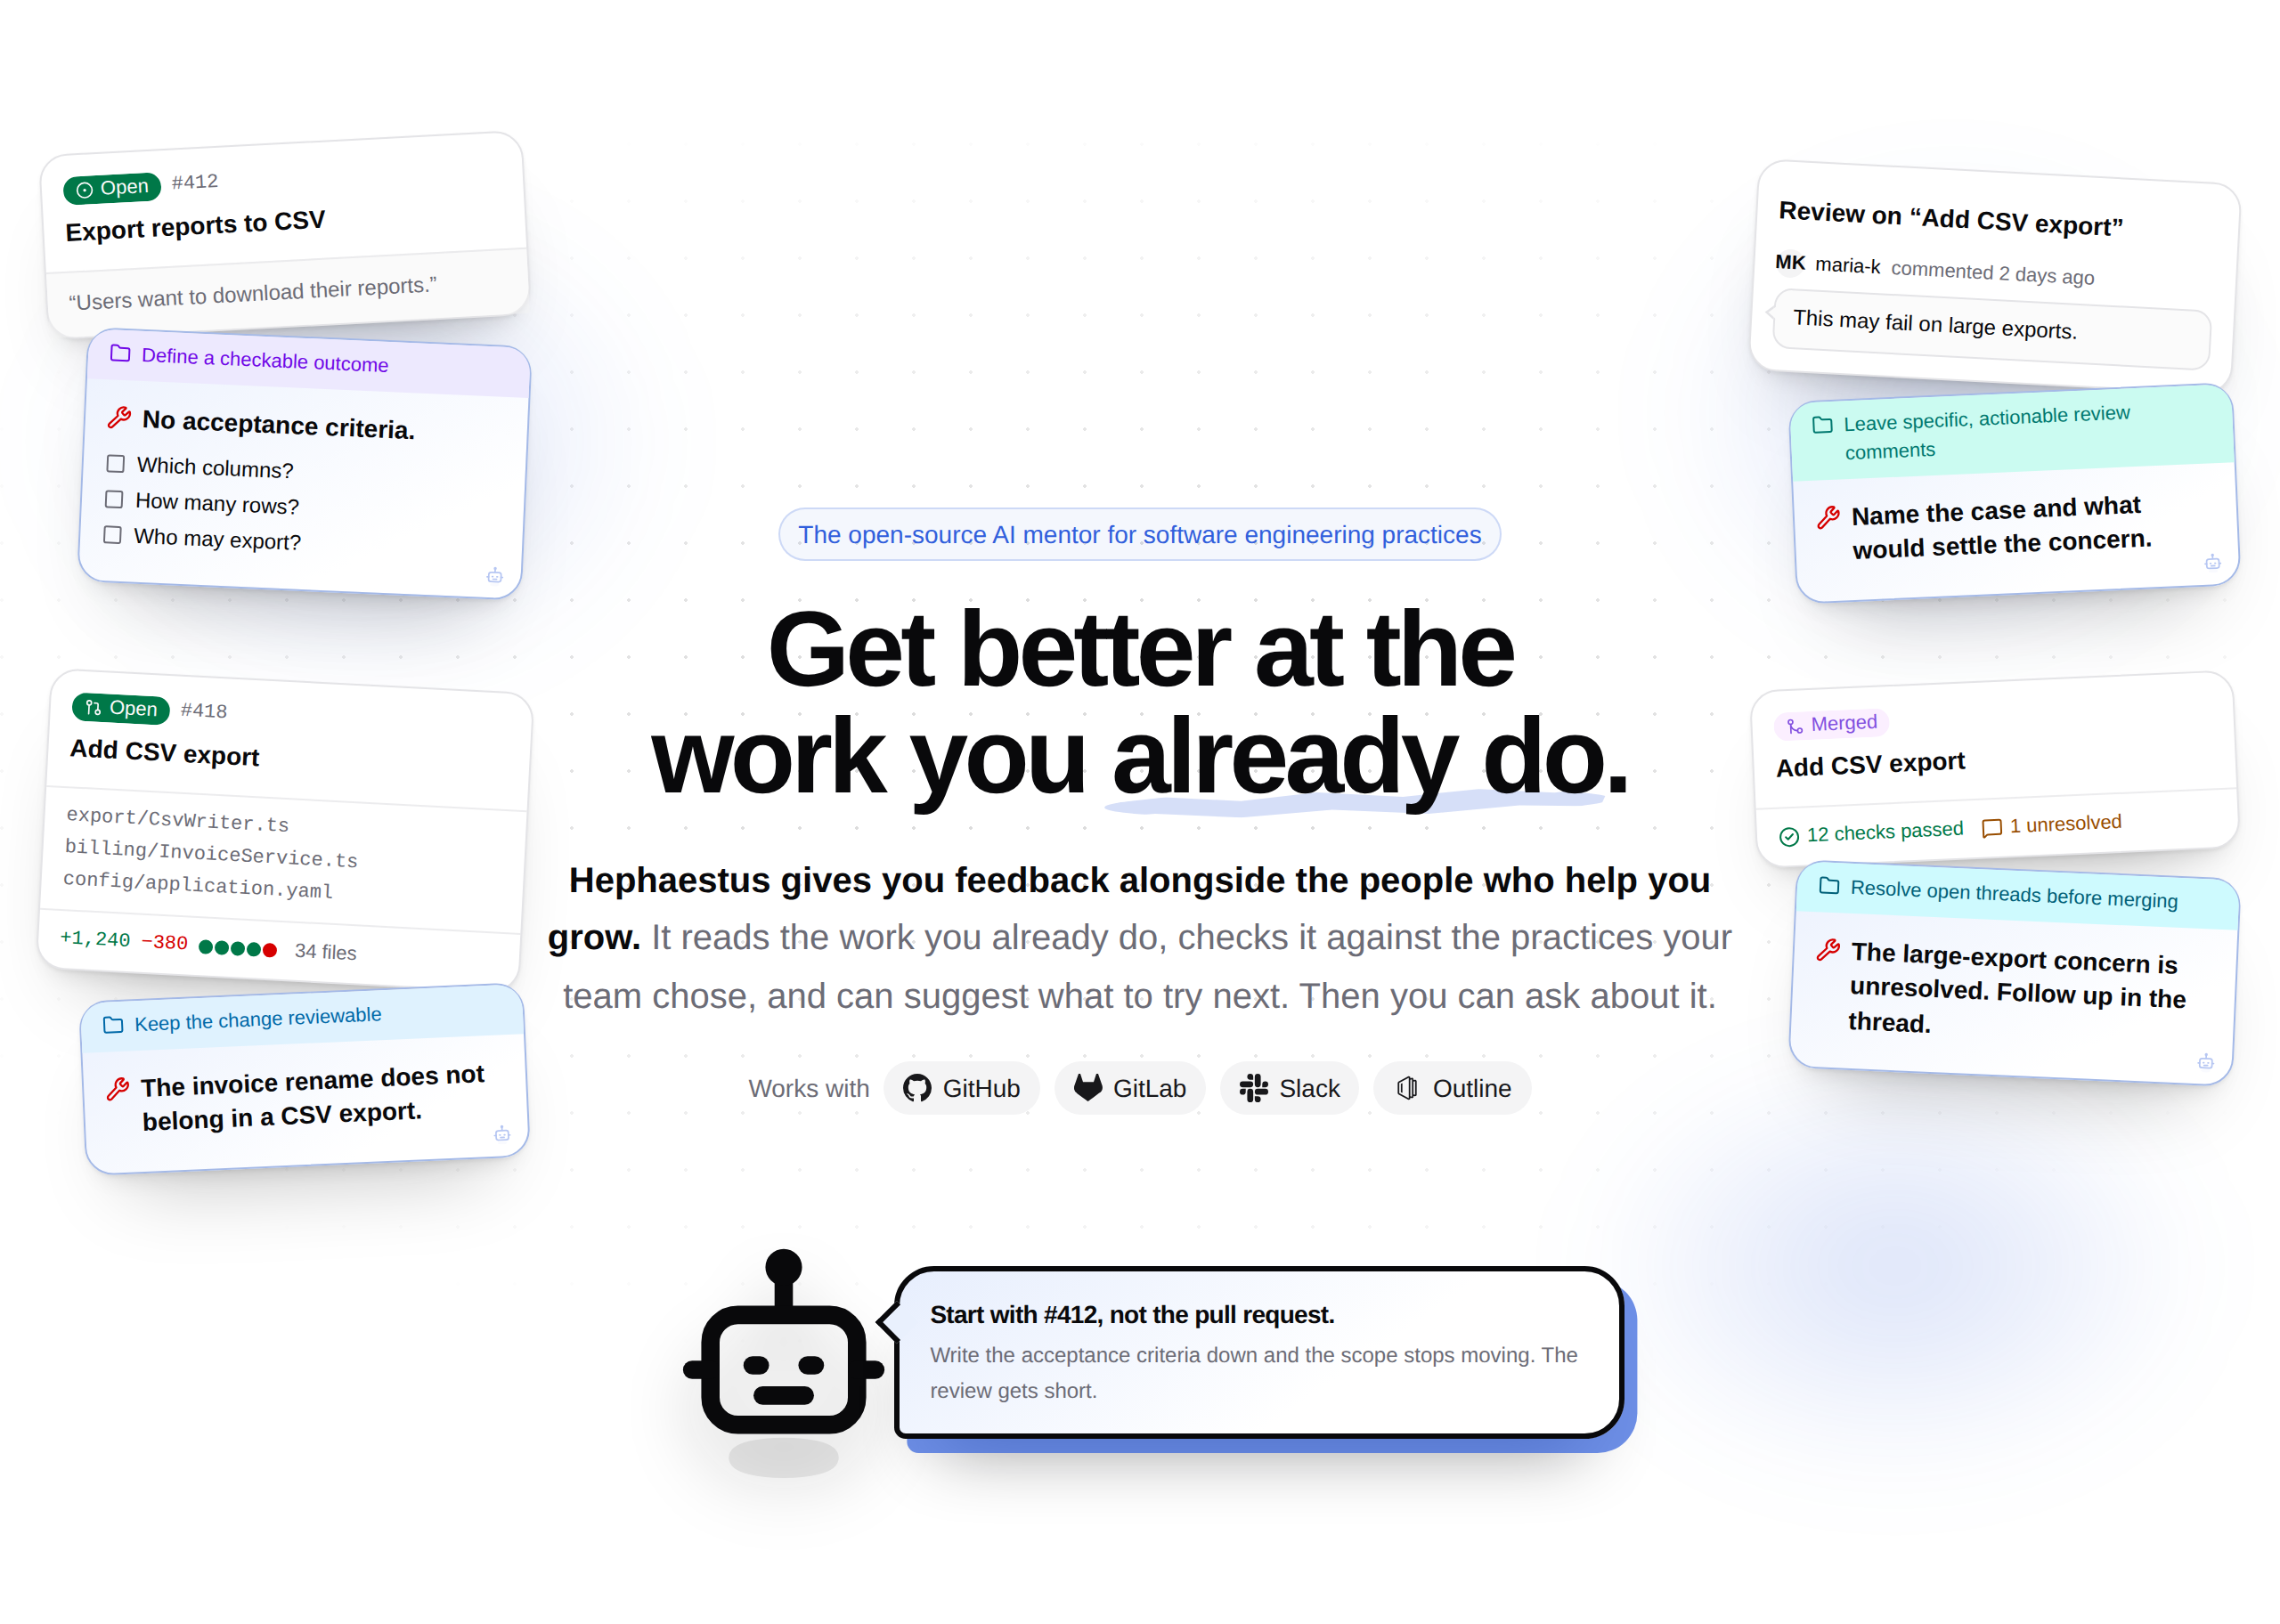 Open #412
Export reports to CSV
“Users want to download their reports.”
Define a checkable outcome
No acceptance criteria.
Which columns?
How many rows?
Who may export?
Open #418
Add CSV export
export/CsvWriter.ts
billing/InvoiceService.ts
config/application.yaml
+1,240 −380 34 files
Keep the change reviewable
The invoice rename does not
belong in a CSV export.
The open-source AI mentor for software engineering practices
Get better at the
work you already do.
Hephaestus gives you feedback alongside the people who help you
grow. It reads the work you already do, checks it against the practices your
team chose, and can suggest what to try next. Then you can ask about it.
Works with GitHub GitLab Slack Outline
Start with #412, not the pull request.
Write the acceptance criteria down and the scope stops moving. The
review gets short.
Review on “Add CSV export”
MK maria-k commented 2 days ago
This may fail on large exports.
Leave specific, actionable review
comments
Name the case and what
would settle the concern.
Merged
Add CSV export
12 checks passed 1 unresolved
Resolve open threads before merging
The large-export concern is
unresolved. Follow up in the
thread.